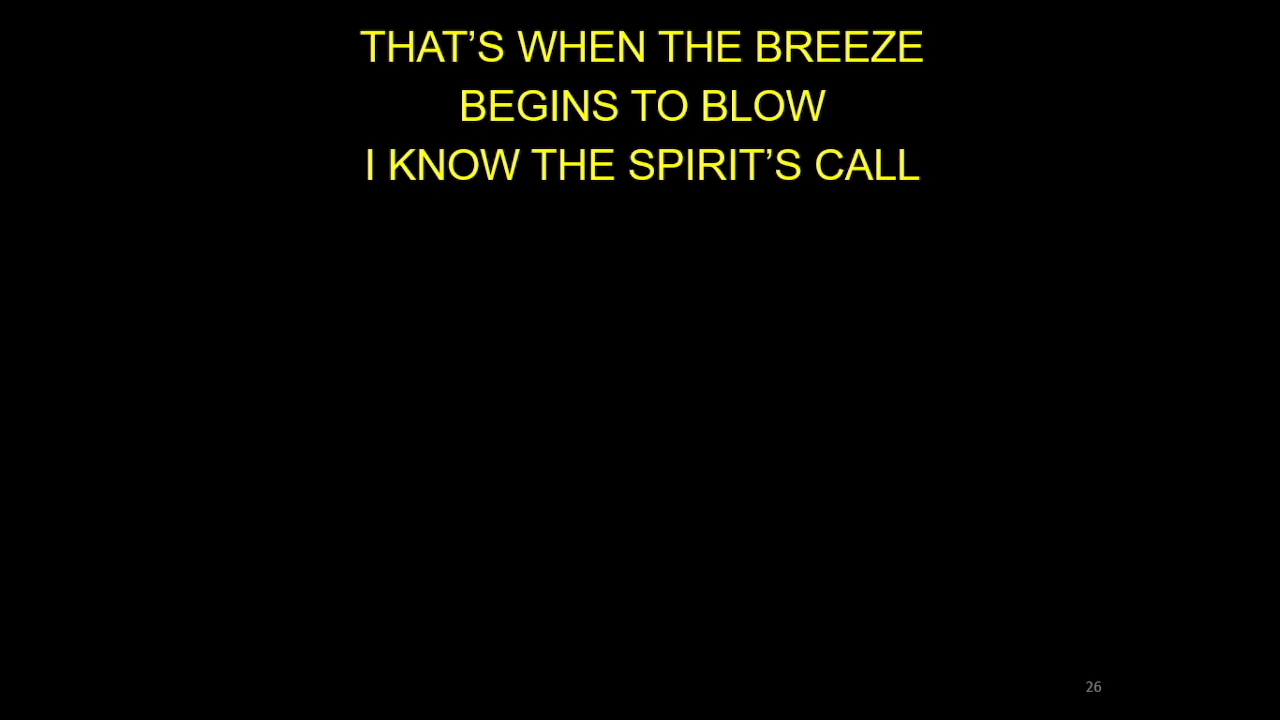 THAT’S WHEN THE BREEZE
BEGINS TO BLOW
I KNOW THE SPIRIT’S CALL
26